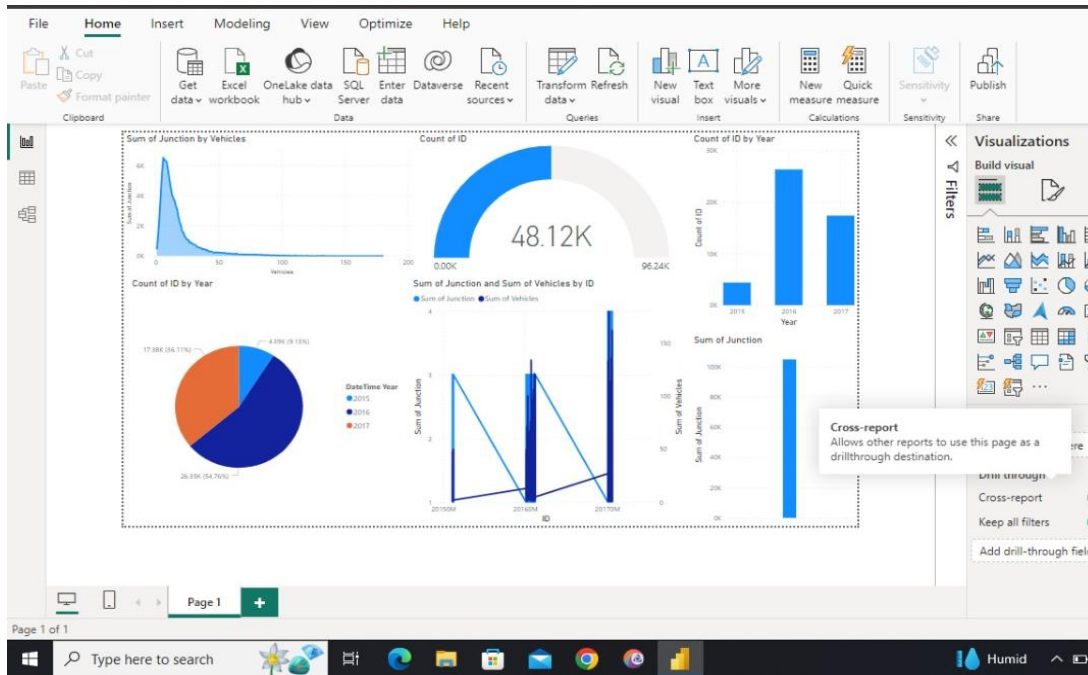 File Home Insert Modeling View Optimize Help
Paste
Cut
Copy
Format painter
Clipboard
Get data
Excel workbook
OneLake data hub
SQL Server
Enter data
Dataverse
Recent sources
Data
Transform data
Refresh
Queries
New visual
Text box
More visuals
Insert
New measure
Quick measure
Calculations
Sensitivity
Sensitivity
Publish
Share
Sum of Junction by Vehicles
Sum of Junction
6K
4K
2K
0K
0 50 100 150 200
Vehicles
Count of ID
48.12K
0.00K 96.24K
Count of ID by Year
Count of ID
30K
20K
10K
0K
2015 2016 2017
Year
Count of ID by Year
17.38K (36.11%)
26.35K (54.76%)
DateTime Year
2015
2016
2017
Sum of Junction and Sum of Vehicles by ID
Sum of Junction Sum of Vehicles
Sum of Junction
4
3
2
1
150
100
50
0
Sum of Vehicles
20150M 20160M 20170M
ID
Sum of Junction
Sum of Junction
100K
80K
60K
40K
20K
0K
Filters
Visualizations
Build visual
123
Cross-report
Allows other reports to use this page as a
drillthrough destination.
Drill through
Cross-report
Keep all filters
Add drill-through
Page 1
Page 1 of 1
Type here to search
Humid